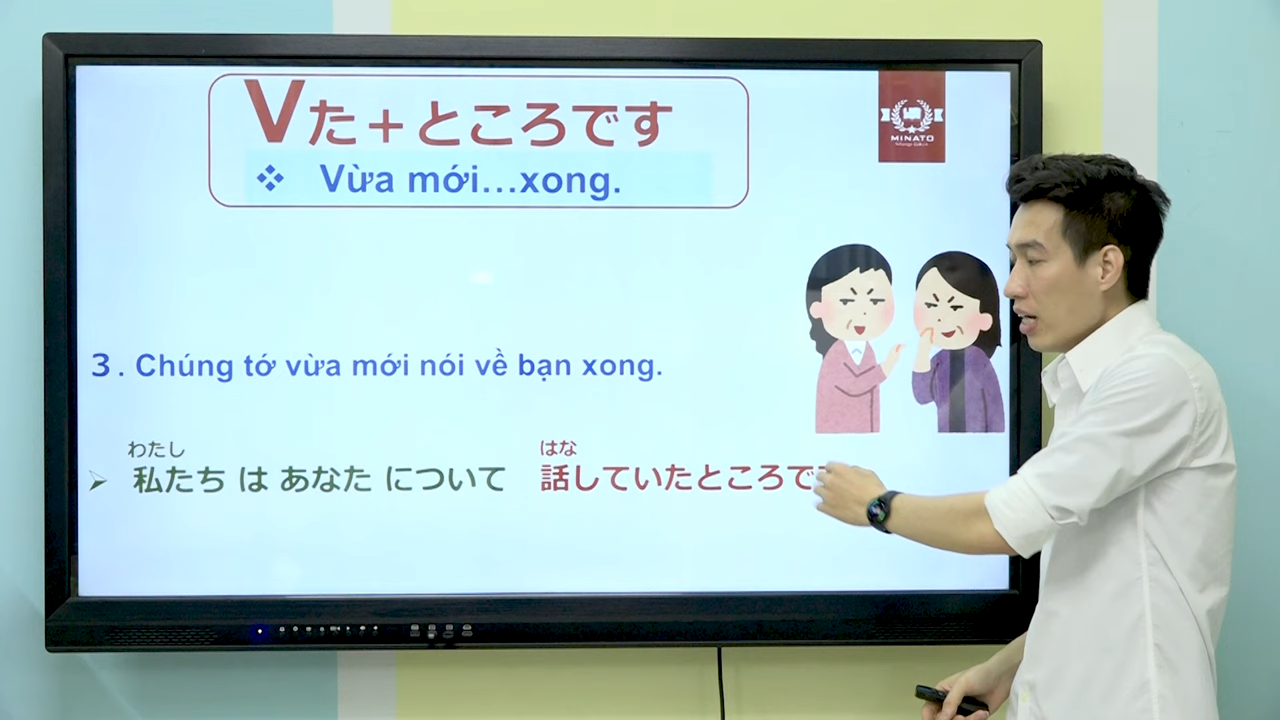 Vた＋ところです
❖ Vừa mới...xong.
MINATO
3. Chúng tớ vừa mới nói về bạn xong.
わたし はな
➢ 私たち は あなた について 話していたところで